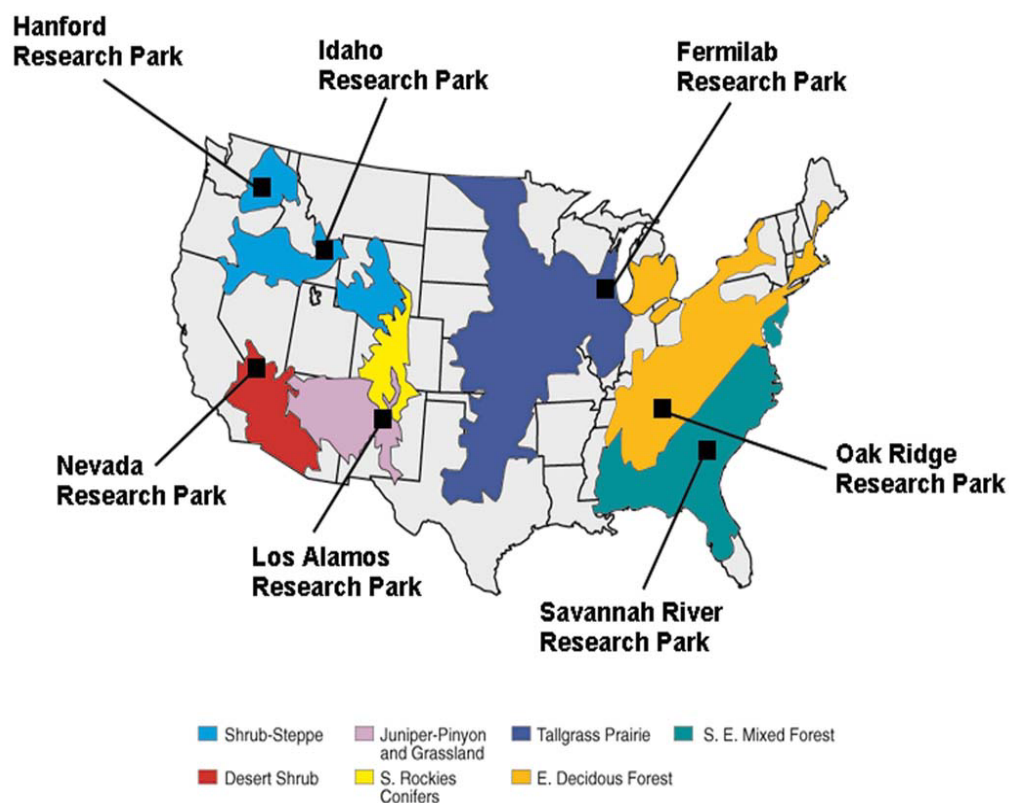 Hanford
Research Park
Idaho
Research Park
Fermilab
Research Park
Nevada
Research Park
Los Alamos
Research Park
Oak Ridge
Research Park
Savannah River
Research Park
Shrub-Steppe
Juniper-Pinyon
and Grassland
Tallgrass Prairie
S. E. Mixed Forest
Desert Shrub
S. Rockies
Conifers
E. Decidous Forest